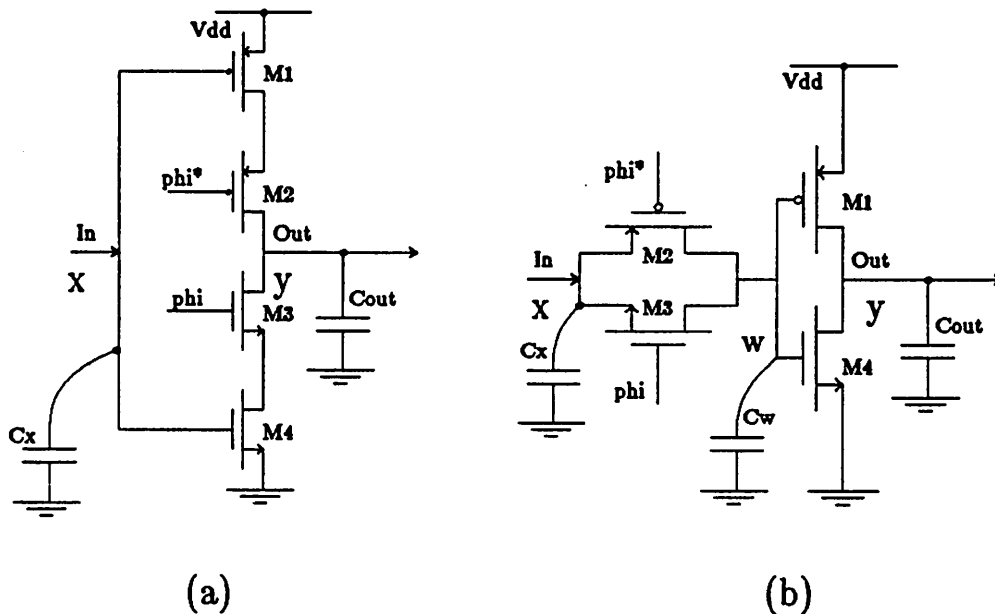 Vdd
M1
phi*
M2
In
Out
X
phi
y
M3
Cout
Cx
M4
(a)
Vdd
phi*
M1
In
M2
Out
X
M3
y
Cx
W
Cout
M4
phi
Cw
(b)